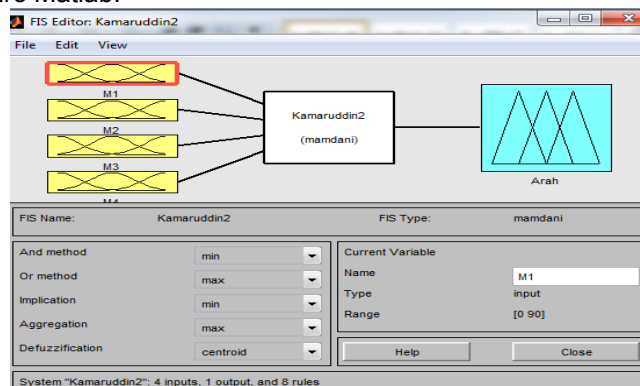 FIS Editor: Kamaruddin2
File Edit View
M1
M2
M3
M4
Kamaruddin2
(mamdani)
Arah
FIS Name: Kamaruddin2 FIS Type: mamdani
And method min
Or method max
Implication min
Aggregation max
Defuzzification centroid
Current Variable
Name M1
Type input
Range [0 90]
Help Close
System "Kamaruddin2": 4 inputs, 1 output, and 8 rules